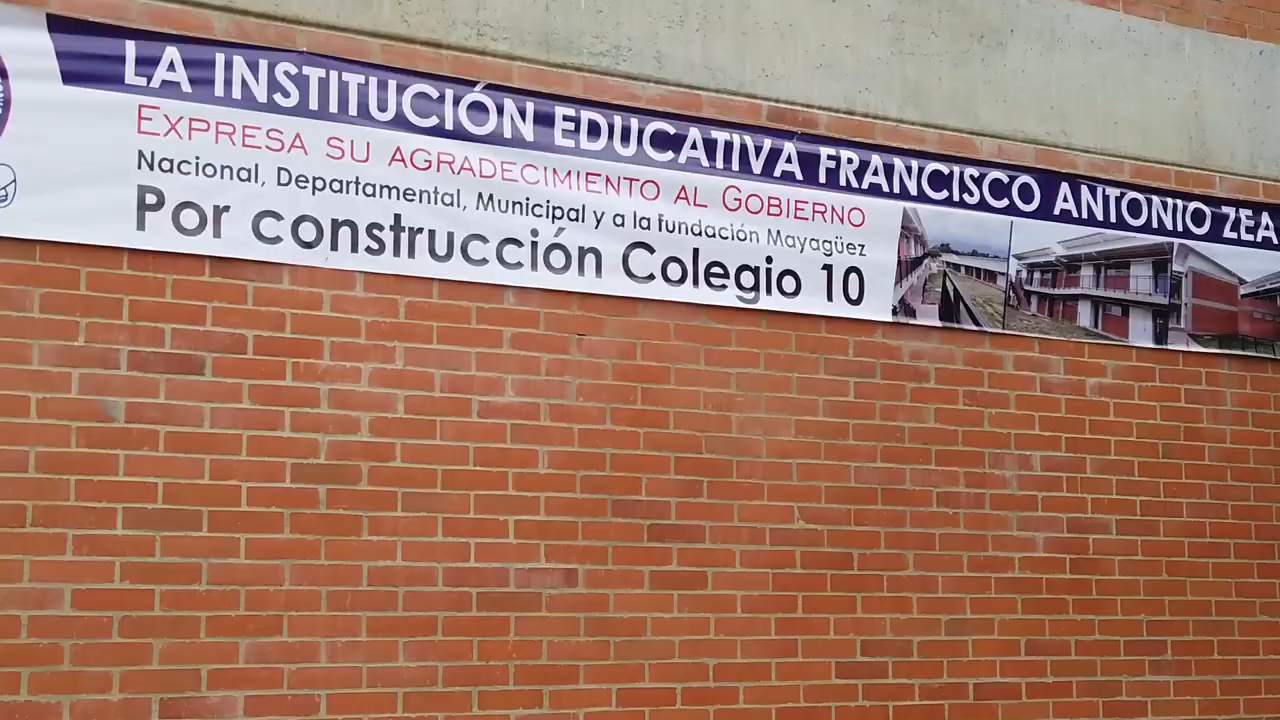 LA INSTITUCIÓN EDUCATIVA FRANCISCO ANTONIO ZEA
EXPRESA SU AGRADECIMIENTO AL GOBIERNO
Nacional, Departamental, Municipal y a la fundación Mayagüez
Por construcción Colegio 10